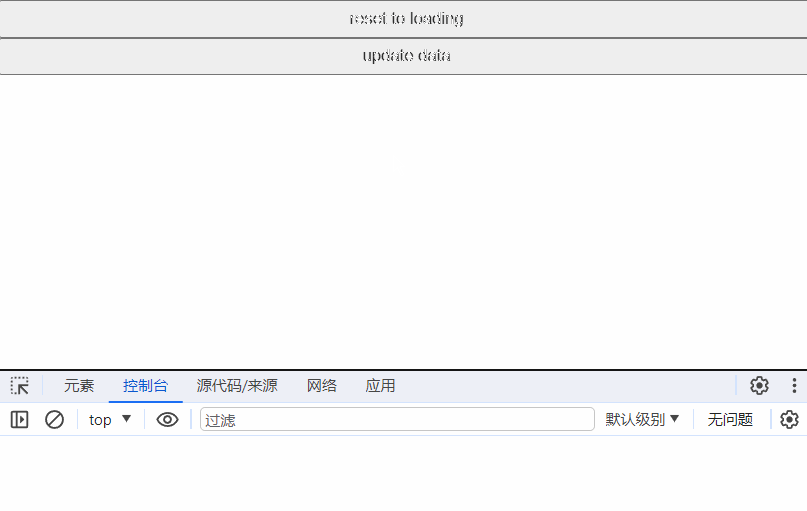 reset to loading
update data
元素 控制台 源代码/来源 网络 应用
top 过滤 默认级别 无问题